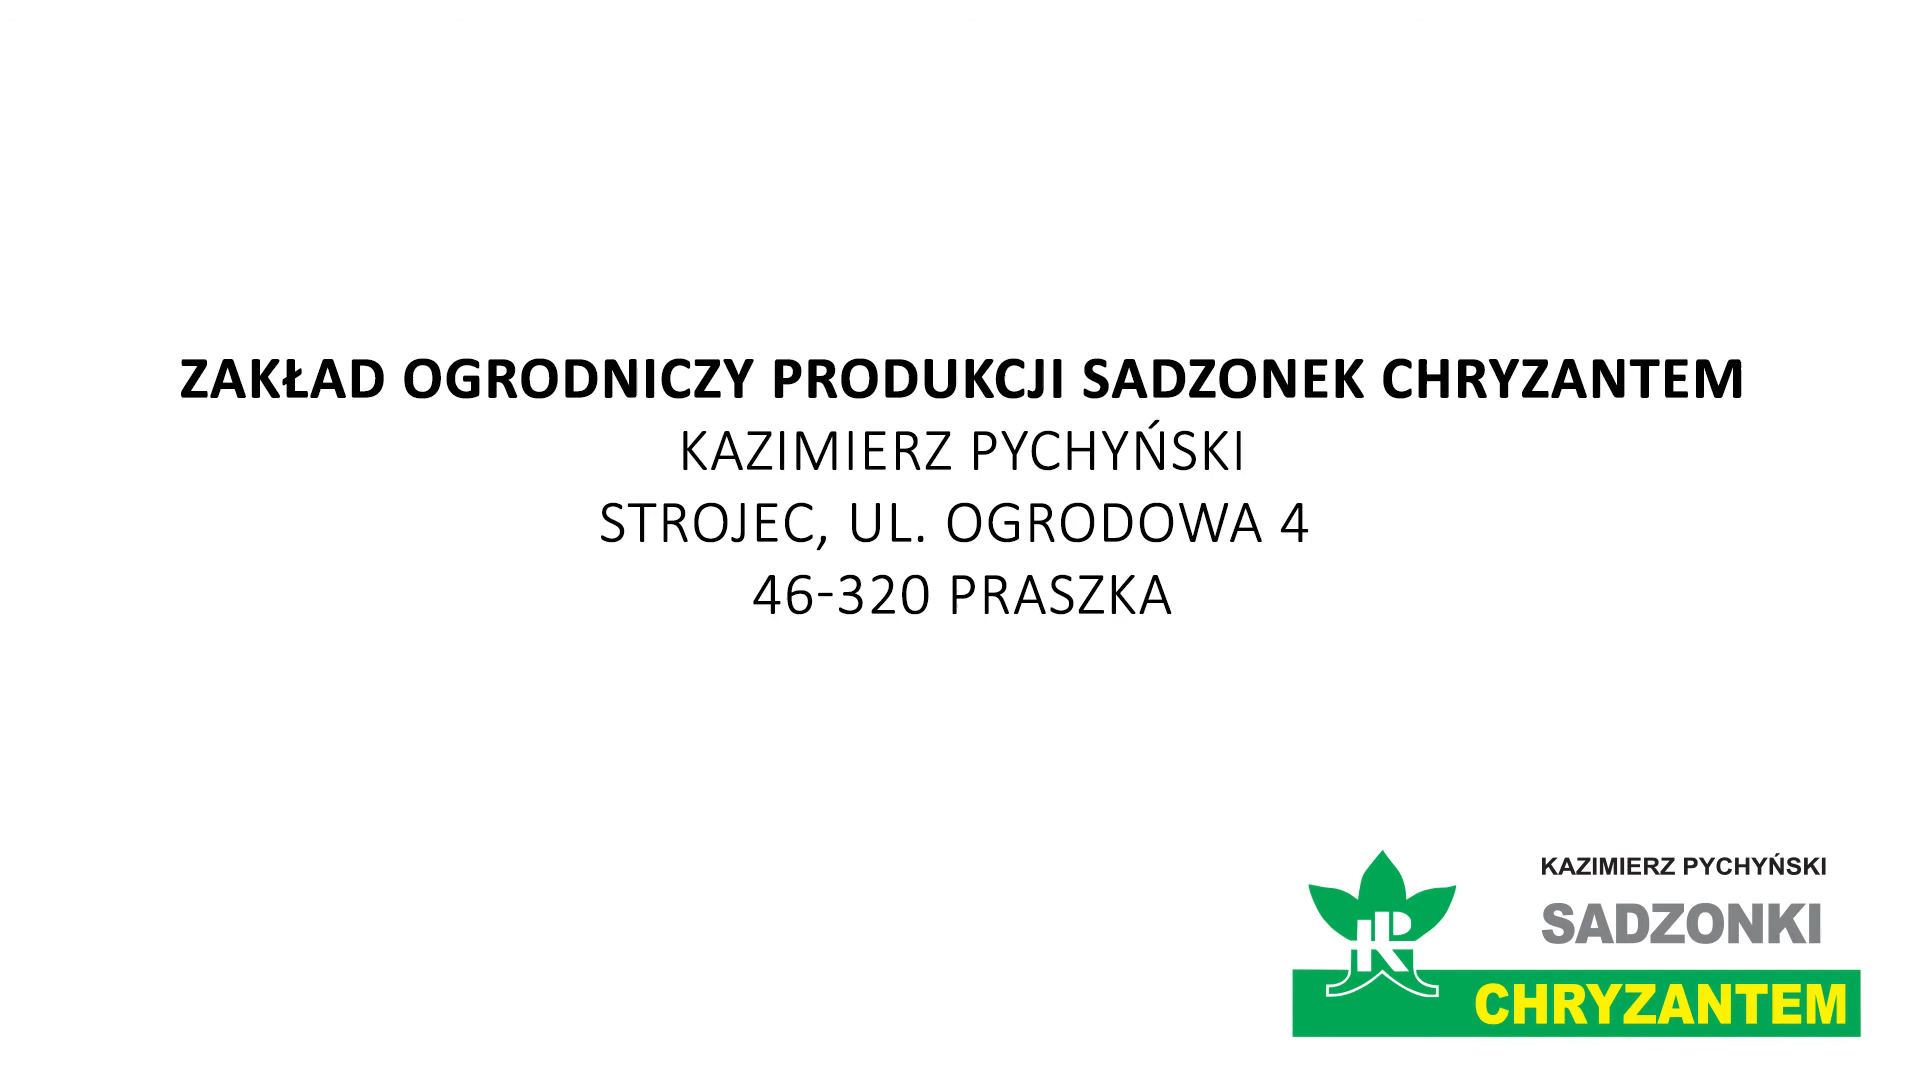 ZAKŁAD OGRODNICZY PRODUKCJI SADZONEK CHRYZANTEM
KAZIMIERZ PYCHYŃSKI
STROJEC, UL. OGRODOWA 4
46-320 PRASZKA
KAZIMIERZ PYCHYŃSKI
SADZONKI
CHRYZANTEM